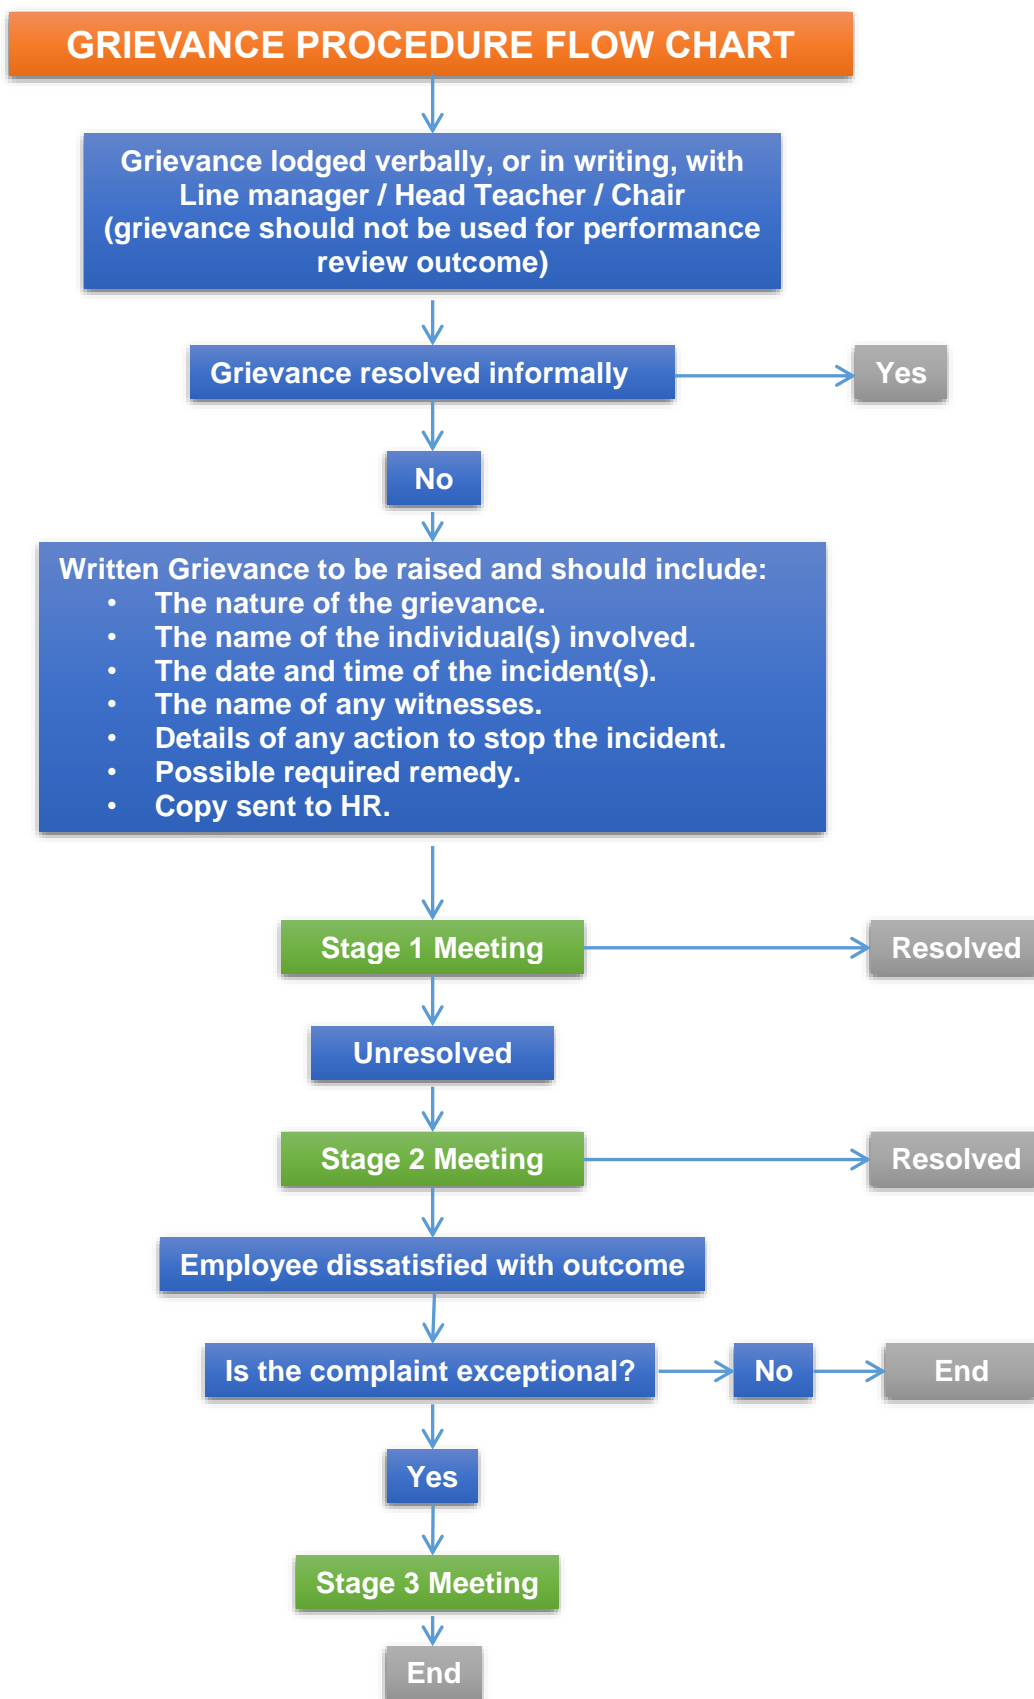 GRIEVANCE PROCEDURE FLOW CHART
Grievance lodged verbally, or in writing, with
Line manager / Head Teacher / Chair
(grievance should not be used for performance
review outcome)
Grievance resolved informally
Yes
No
Written Grievance to be raised and should include:
• The nature of the grievance.
• The name of the individual(s) involved.
• The date and time of the incident(s).
• The name of any witnesses.
• Details of any action to stop the incident.
• Possible required remedy.
• Copy sent to HR.
Stage 1 Meeting
Resolved
Unresolved
Stage 2 Meeting
Resolved
Employee dissatisfied with outcome
Is the complaint exceptional?
No
End
Yes
Stage 3 Meeting
End